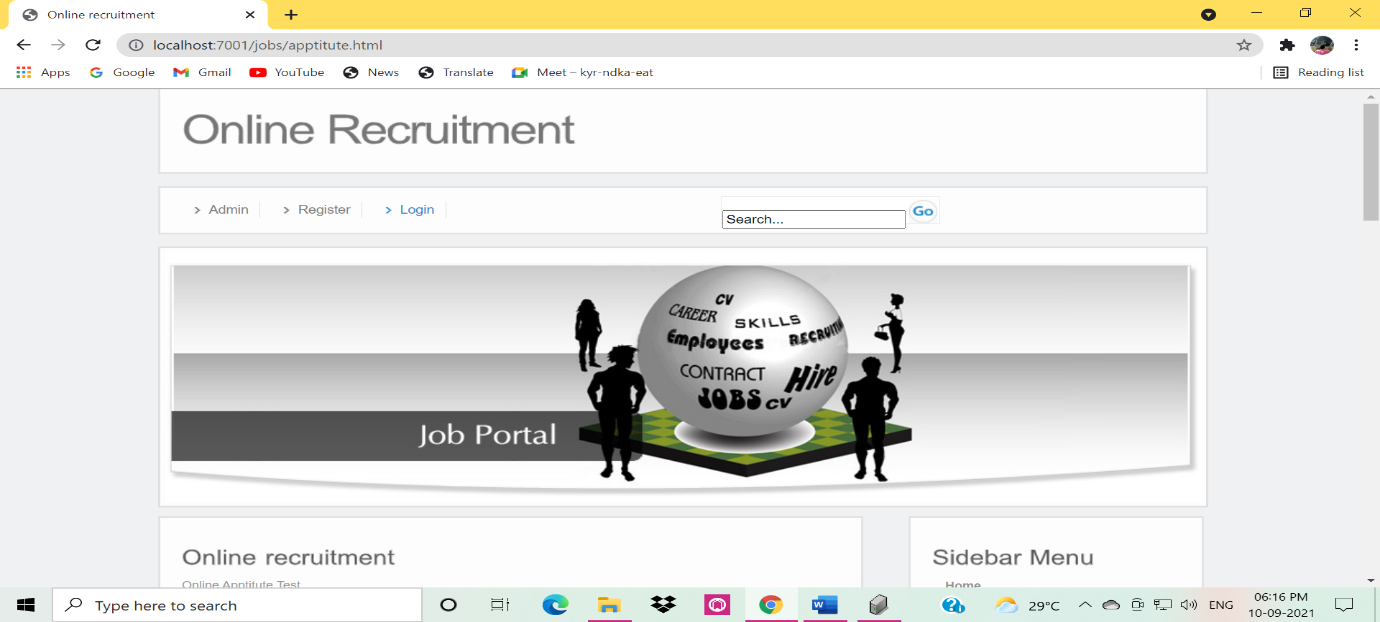 Online recruitment
localhost:7001/jobs/apptitute.html
Apps Google Gmail YouTube News Translate Meet – kyr-ndka-eat Reading list
Online Recruitment
Admin Register Login Search... Go
CV
CAREER SKILLS
Employees RECRUITIN
CONTRACT Hire
JOBS CV
Job Portal
Online recruitment
Online Apptitute Test
Sidebar Menu
Home
Type here to search
29°C ENG 06:16 PM
10-09-2021